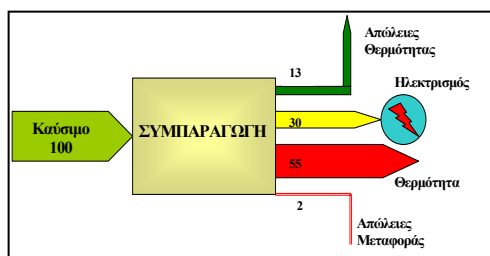 Απώλειες
Θερμότητας
13
Ηλεκτρισμός
Καύσιμο
100
ΣΥΜΠΑΡΑΓΩΓΗ
30
55
Θερμότητα
2
Απώλειες
Μεταφοράς